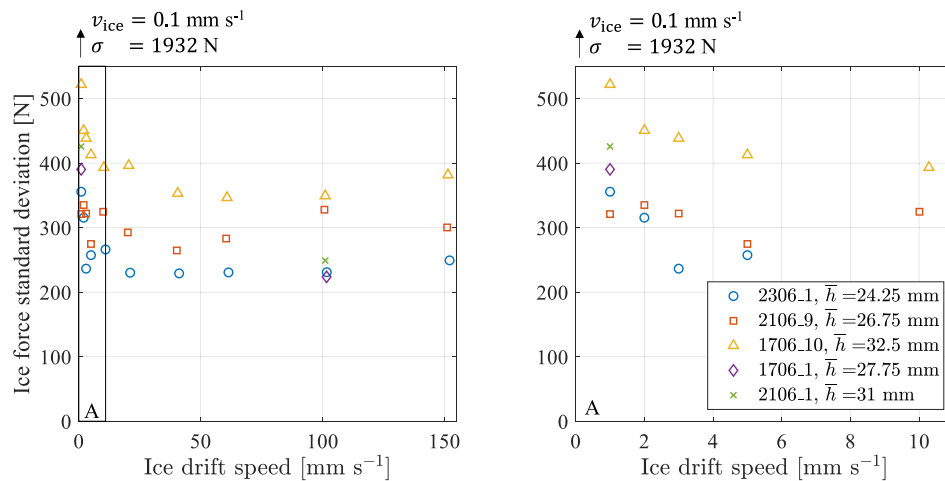 v_ice = 0.1 mm s⁻¹
σ = 1932 N
v_ice = 0.1 mm s⁻¹
σ = 1932 N
Ice force standard deviation [N]
500
400
300
200
100
0
A
0 50 100 150
Ice drift speed [mm s⁻¹]
500
400
300
200
100
0
A
2306_1, h̅ =24.25 mm
2106_9, h̅ =26.75 mm
1706_10, h̅ =32.5 mm
1706_1, h̅ =27.75 mm
2106_1, h̅ =31 mm
0 2 4 6 8 10
Ice drift speed [mm s⁻¹]